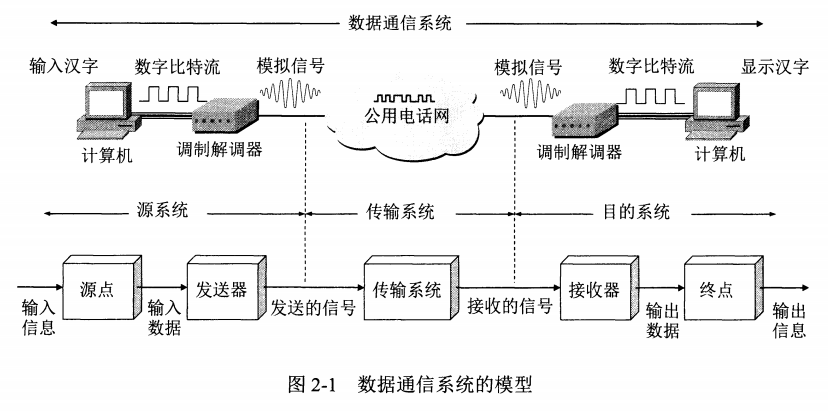 数据通信系统
输入汉字 数字比特流 模拟信号 模拟信号 数字比特流 显示汉字
公用电话网
计算机 调制解调器 调制解调器 计算机
源系统 传输系统 目的系统
源点 发送器 传输系统 接收器 终点
输入 输入 发送的信号 接收的信号 输出 输出
信息 数据 数据 信息
图 2-1 数据通信系统的模型